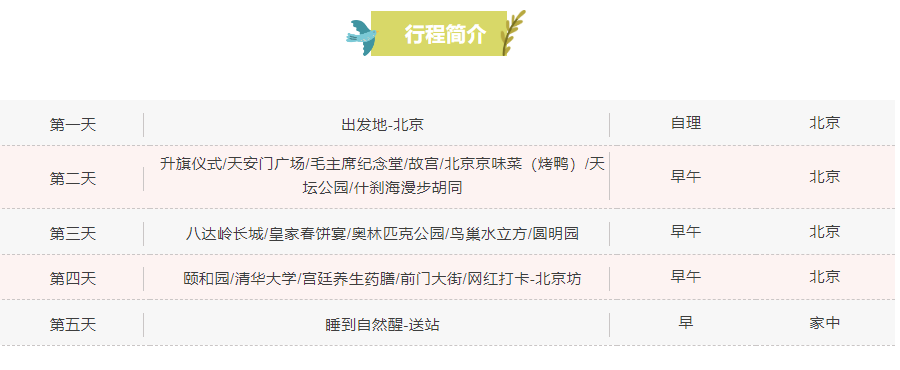 行程简介
第一天 出发地-北京 自理 北京
第二天 升旗仪式/天安门广场/毛主席纪念堂/故宫/北京京味菜（烤鸭）/天 早午 北京
坛公园/什刹海漫步胡同
第三天 八达岭长城/皇家春饼宴/奥林匹克公园/鸟巢水立方/圆明园 早午 北京
第四天 颐和园/清华大学/宫廷养生药膳/前门大街/网红打卡-北京坊 早午 北京
第五天 睡到自然醒-送站 早 家中